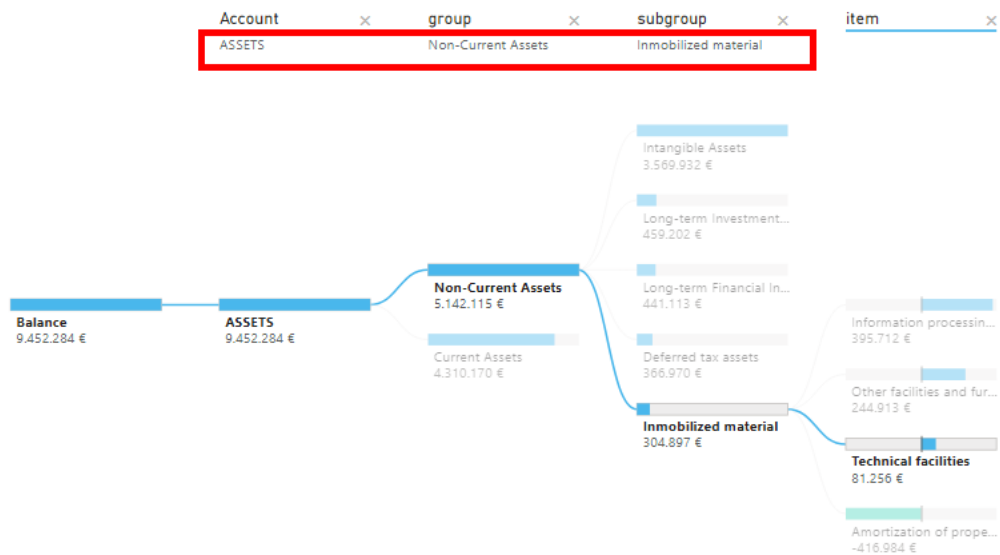 Account × group × subgroup × item ×
ASSETS Non-Current Assets Inmobilized material
Intangible Assets
3.569.932 €
Long-term Investment...
459.202 €
Non-Current Assets Long-term Financial In...
5.142.115 € 441.113 €
Balance ASSETS Information processin...
9.452.284 € 9.452.284 € 395.712 €
Current Assets Deferred tax assets
4.310.170 € 366.970 €
Other facilities and fur...
244.913 €
Inmobilized material
304.897 €
Technical facilities
81.256 €
Amortization of prope...
-416.984 €